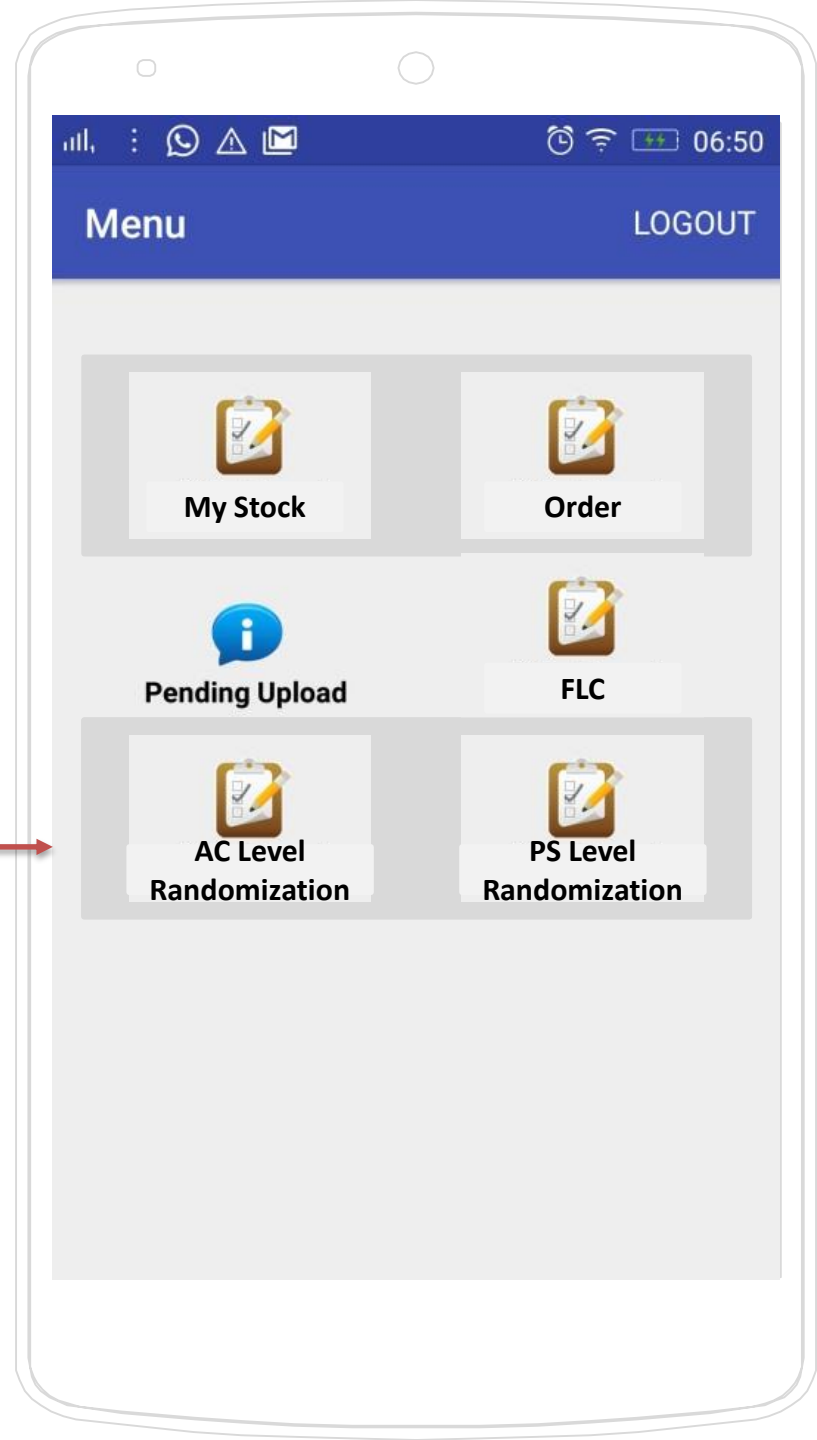 06:50
Menu LOGOUT
My Stock Order
Pending Upload FLC
AC Level
Randomization
PS Level
Randomization